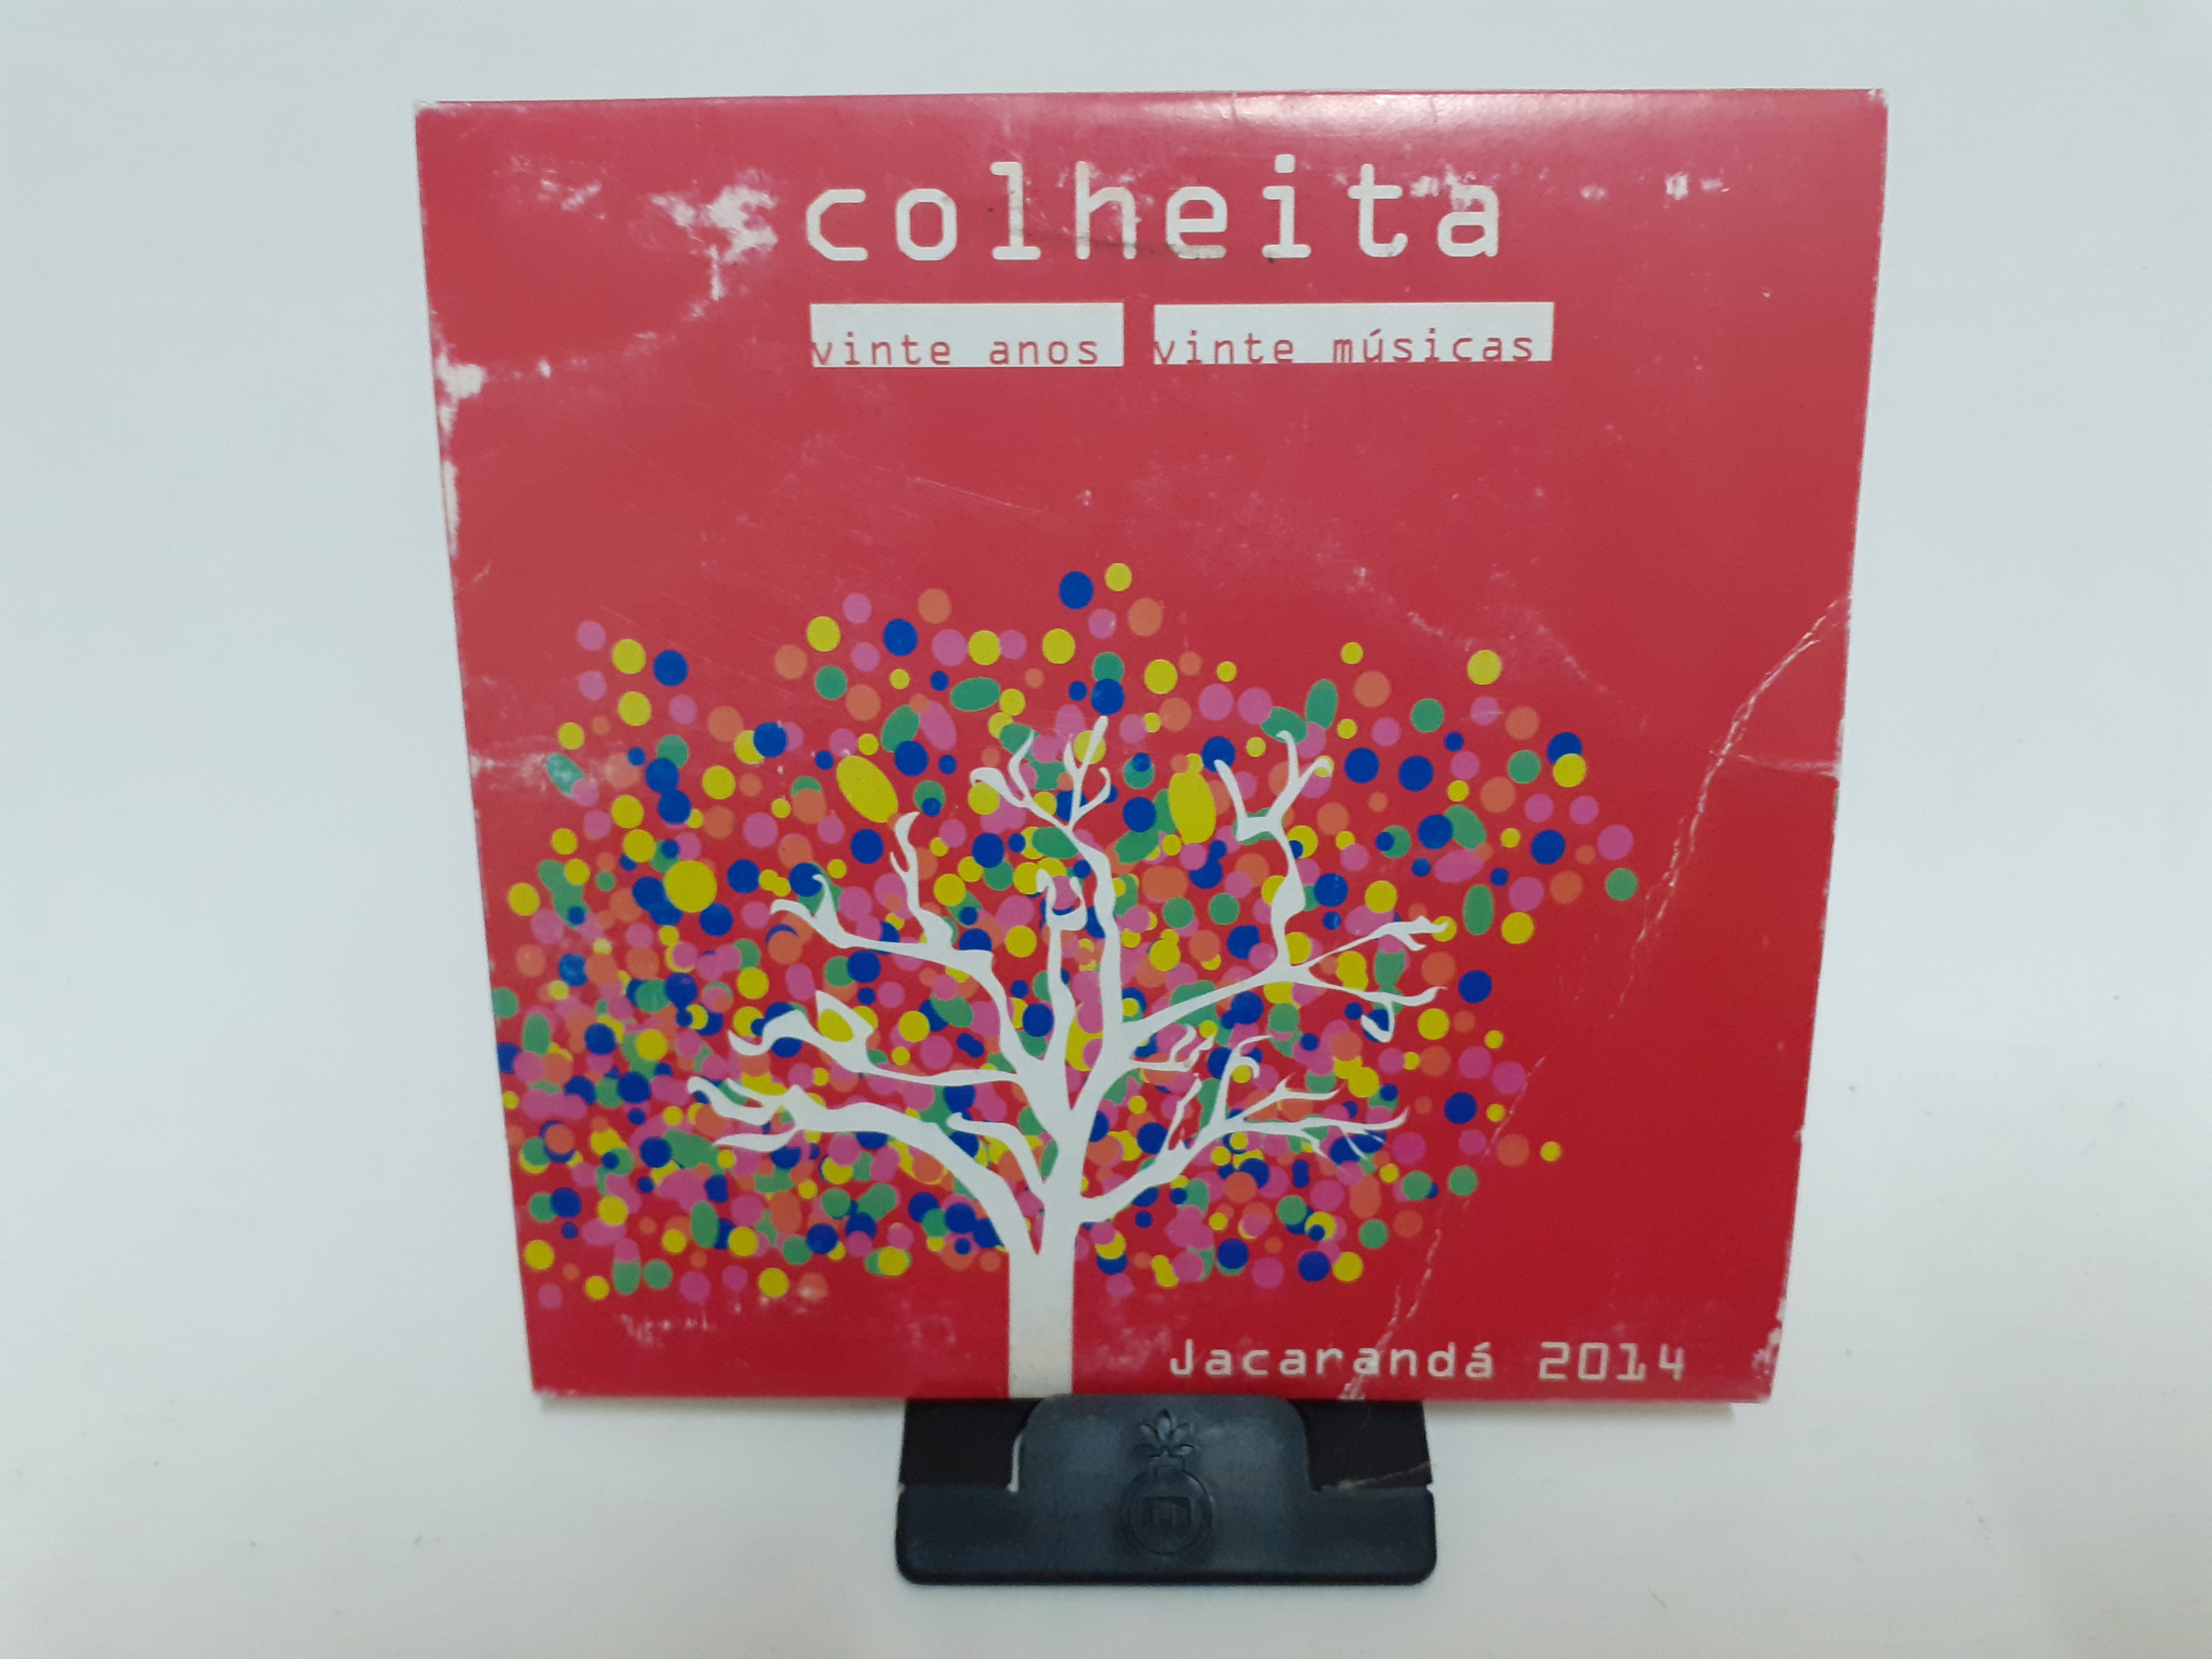 colheita
vinte anos vinte músicas
Jacarandá 2014